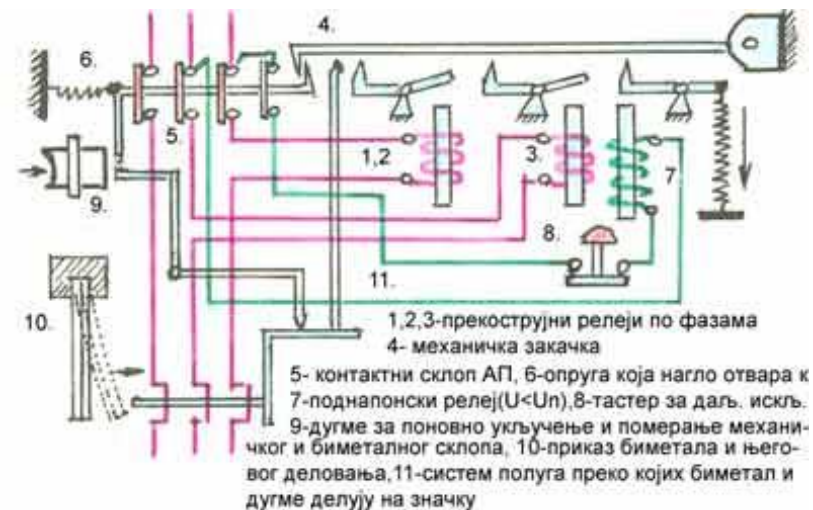 4.
6.
5.
1,2
3.
7
9.
8.
11.
10.
1,2,3-прекострујни релеји по фазама
4- механичка закачка
5- контактни склоп АП, 6-опруга која нагло отвара к
7-поднапонски релеј(U<Un),8-тастер за даљ. искљ.
9-дугме за поновно укључење и померање механи-
чког и биметалног склопа, 10-приказ биметала и њего-
вог деловања,11-систем полуга преко којих биметал и
дугме делују на значку